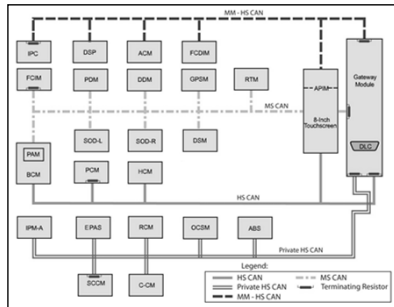 MM - HS CAN
IPC
DSP
ACM
FCDIM
Gateway
Module
FCIM
PDM
DDM
GPSM
RTM
APIM
8-Inch
Touchscreen
MS CAN
SOD-L
SOD-R
DSM
PAM
BCM
PCM
HCM
DLC
HS CAN
IPM-A
EPAS
RCM
OCSM
ABS
Private HS CAN
SCCM
C-CM
Legend:
HS CAN
MS CAN
Private HS CAN
Terminating Resistor
MM - HS CAN